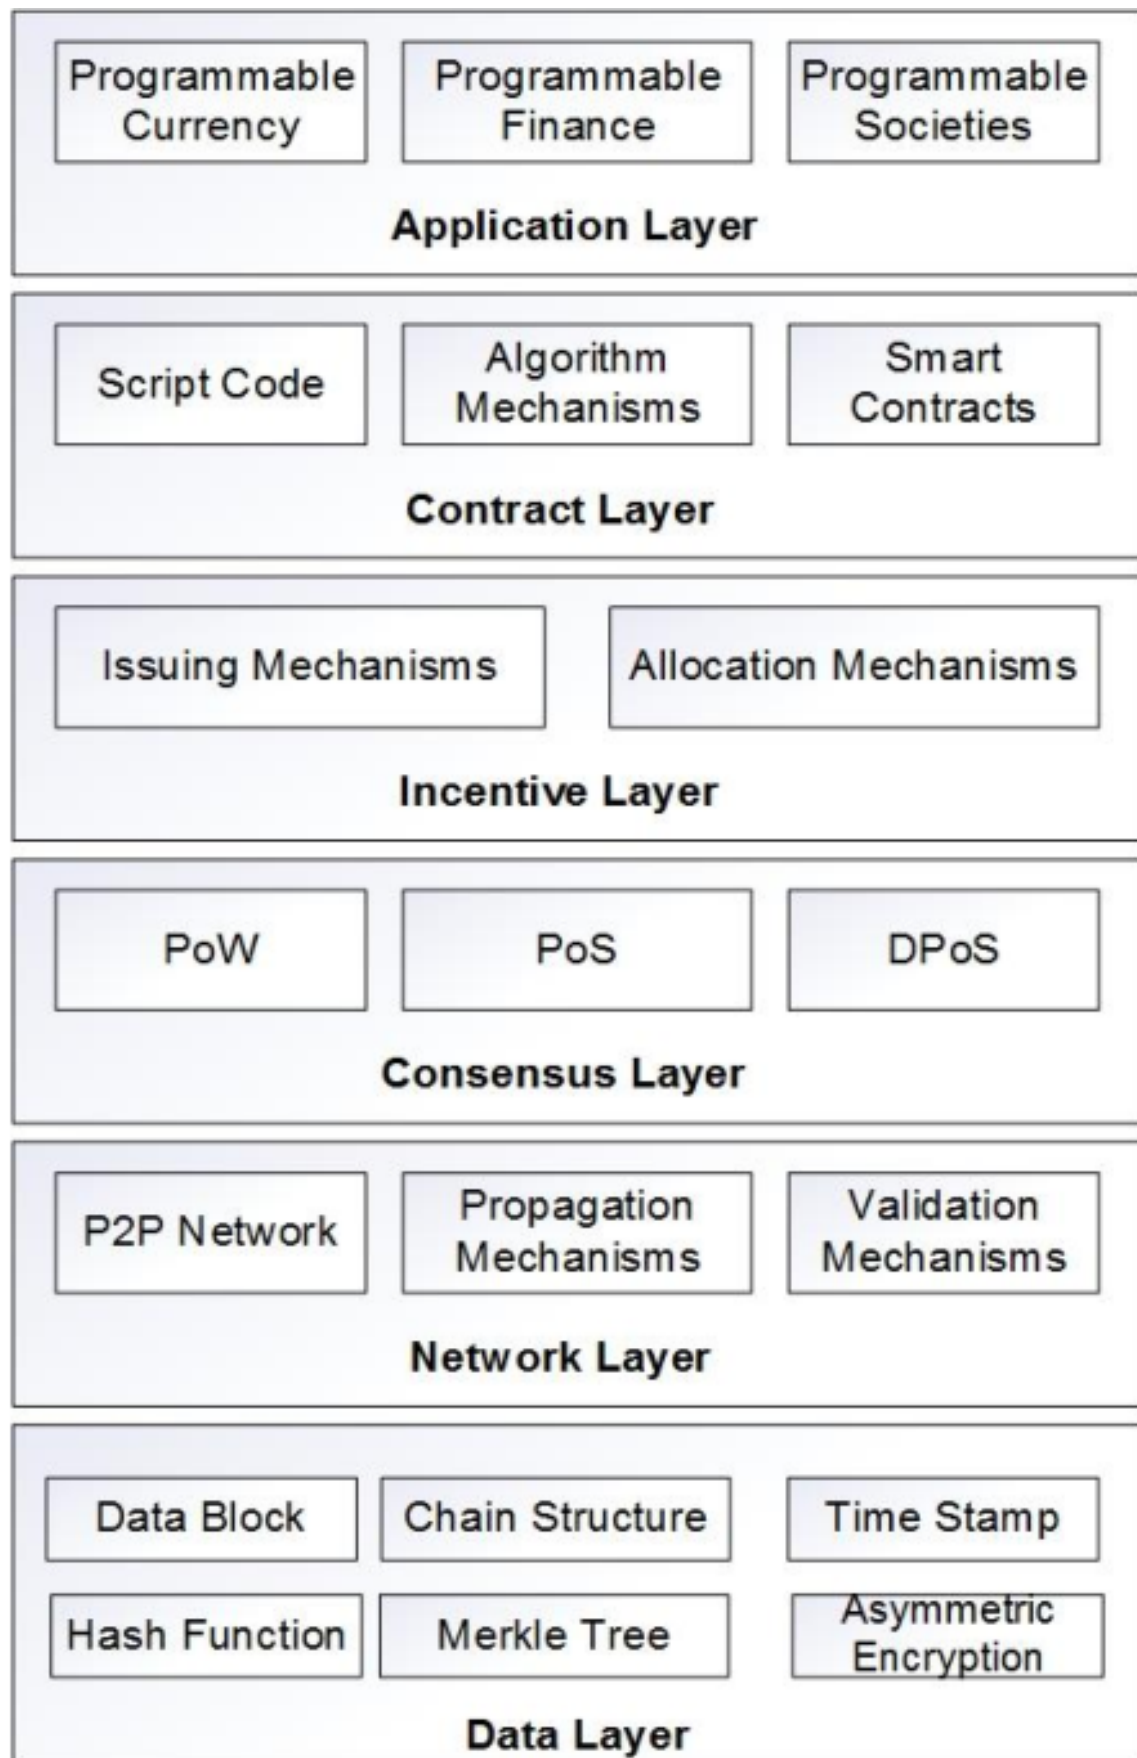 Programmable
Currency
Programmable
Finance
Programmable
Societies
Application Layer
Script Code
Algorithm
Mechanisms
Smart
Contracts
Contract Layer
Issuing Mechanisms
Allocation Mechanisms
Incentive Layer
PoW
PoS
DPoS
Consensus Layer
P2P Network
Propagation
Mechanisms
Validation
Mechanisms
Network Layer
Data Block
Chain Structure
Time Stamp
Hash Function
Merkle Tree
Asymmetric
Encryption
Data Layer